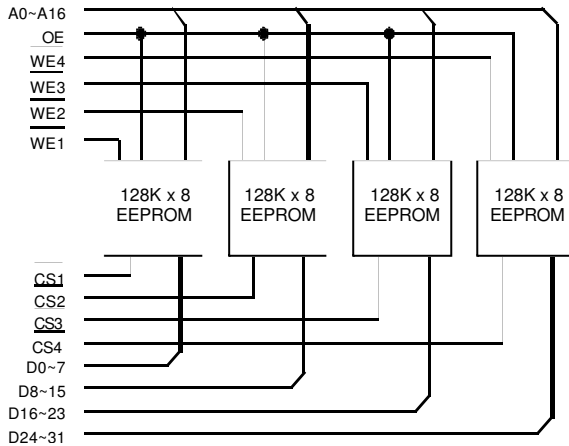 A0~A16
OE
WE4
WE3
WE2
WE1
128K x 8
EEPROM
128K x 8
EEPROM
128K x 8
EEPROM
128K x 8
EEPROM
CS1
CS2
CS3
CS4
D0~7
D8~15
D16~23
D24~31